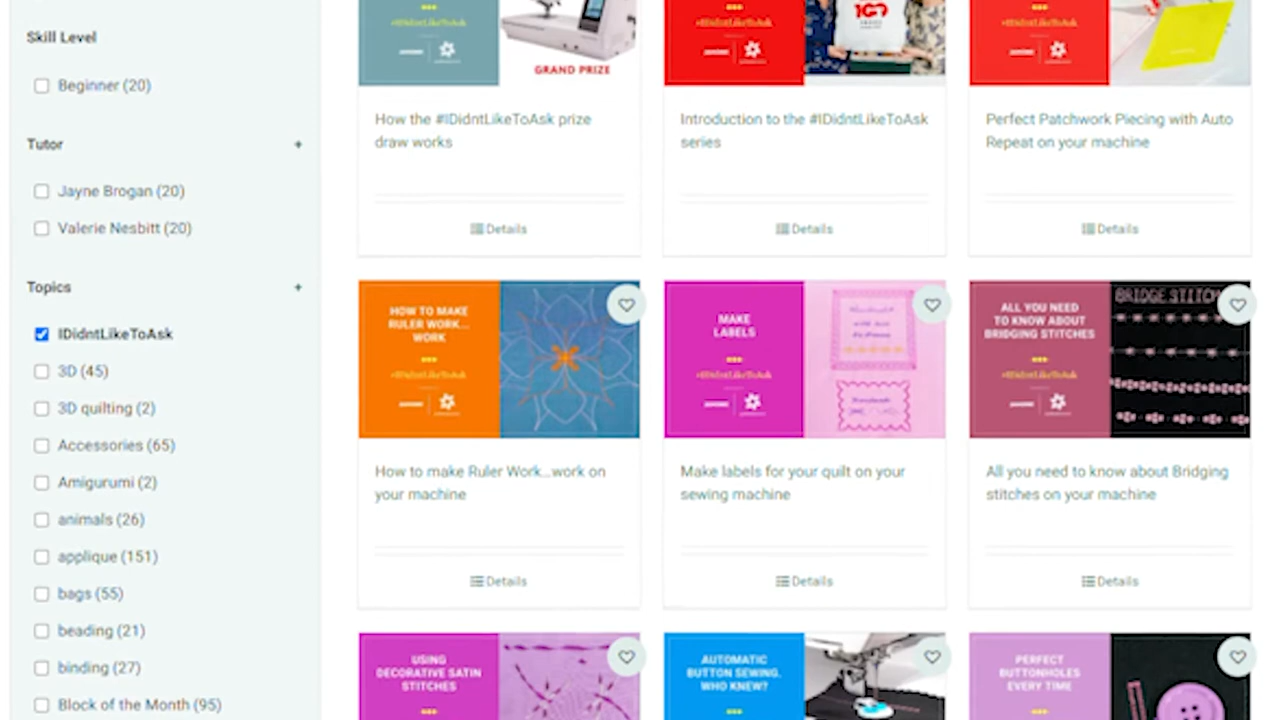 Skill Level
Beginner (20)
Tutor +
Jayne Brogan (20)
Valerie Nesbitt (20)
Topics +
IDidntLikeToAsk
3D (45)
3D quilting (2)
Accessories (65)
Amigurumi (2)
animals (26)
applique (151)
bags (55)
beading (21)
binding (27)
Block of the Month (95)
#IDidntLikeToAsk
GRAND PRIZE
How the #IDidntLikeToAsk prize
draw works
Details
#IDidntLikeToAsk
100
Introduction to the #IDidntLikeToAsk
series
Details
#IDidntLikeToAsk
Perfect Patchwork Piecing with Auto
Repeat on your machine
Details
HOW TO MAKE
RULER WORK...
WORK
#IDidntLikeToAsk
How to make Ruler Work...work on
your machine
Details
MAKE
LABELS
#IDidntLikeToAsk
Make labels for your quilt on your
sewing machine
Details
ALL YOU NEED
TO KNOW ABOUT
BRIDGING STITCHES
#IDidntLikeToAsk
BRIDGE STITCH
All you need to know about Bridging
stitches on your machine
Details
USING
DECORATIVE SATIN
STITCHES
AUTOMATIC
BUTTON SEWING.
WHO KNEW?
PERFECT
BUTTONHOLES
EVERY TIME